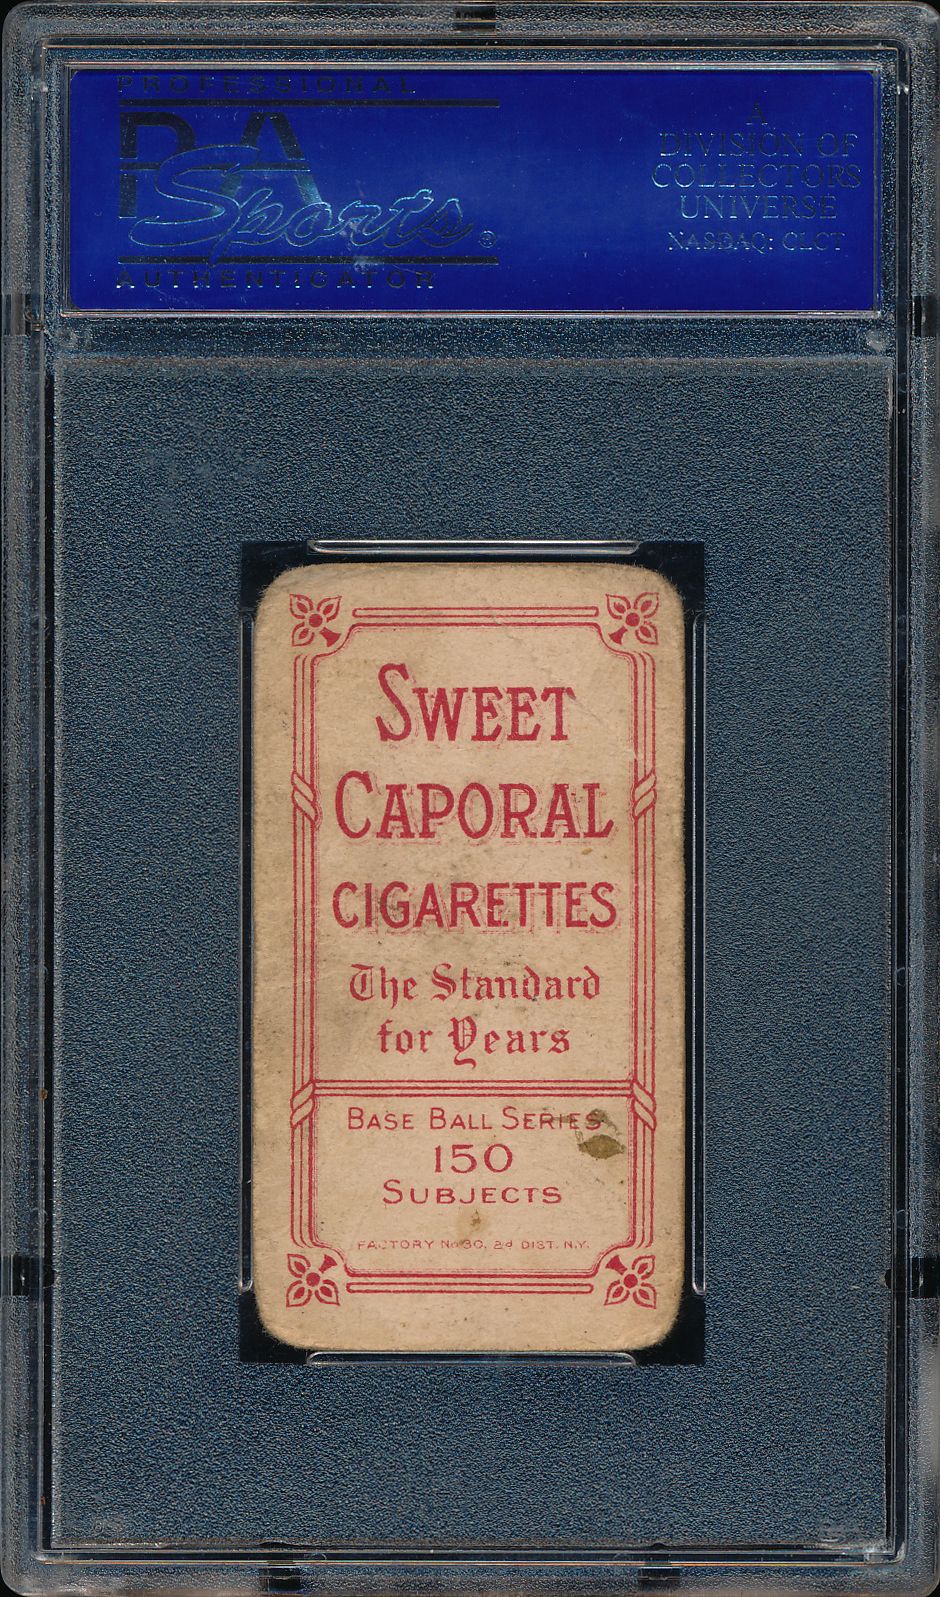 PROFESSIONAL
PSA
Sports®
AUTHENTICATOR
A
DIVISION OF
COLLECTORS
UNIVERSE
NASDAQ: CLCT
SWEET
CAPORAL
CIGARETTES
The Standard
for Years
BASE BALL SERIES
150
SUBJECTS
FACTORY No 30, 2d DIST. N.Y.